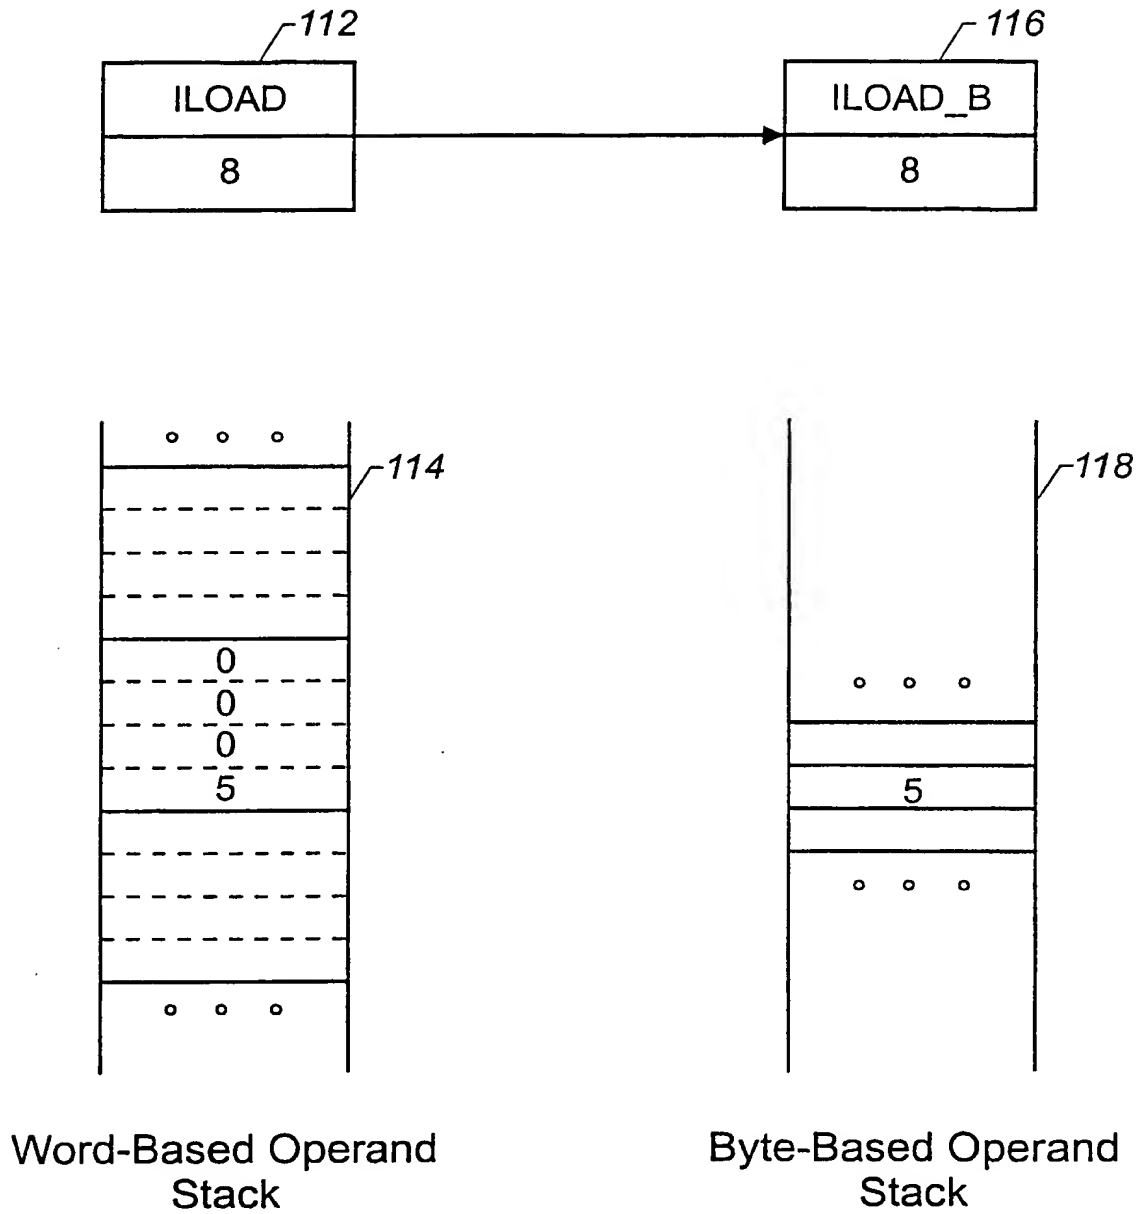 112
116
ILOAD
ILOAD_B
8
8
114
118
0
0
0
5
5
Word-Based Operand
Stack
Byte-Based Operand
Stack